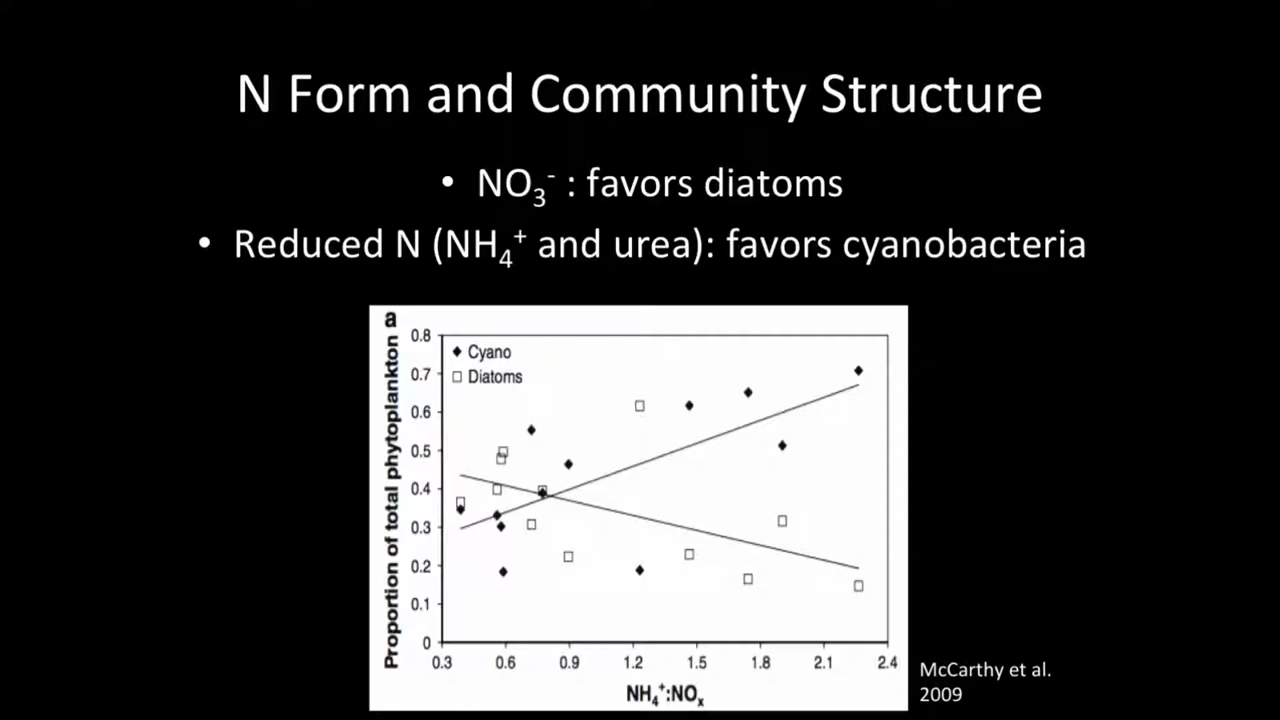 N Form and Community Structure
• NO₃⁻ : favors diatoms
• Reduced N (NH₄⁺ and urea): favors cyanobacteria
a
Cyano
Diatoms
Proportion of total phytoplankton
0.8
0.7
0.6
0.5
0.4
0.3
0.2
0.1
0
0.3 0.6 0.9 1.2 1.5 1.8 2.1 2.4
NH₄⁺:NOₓ
McCarthy et al.
2009